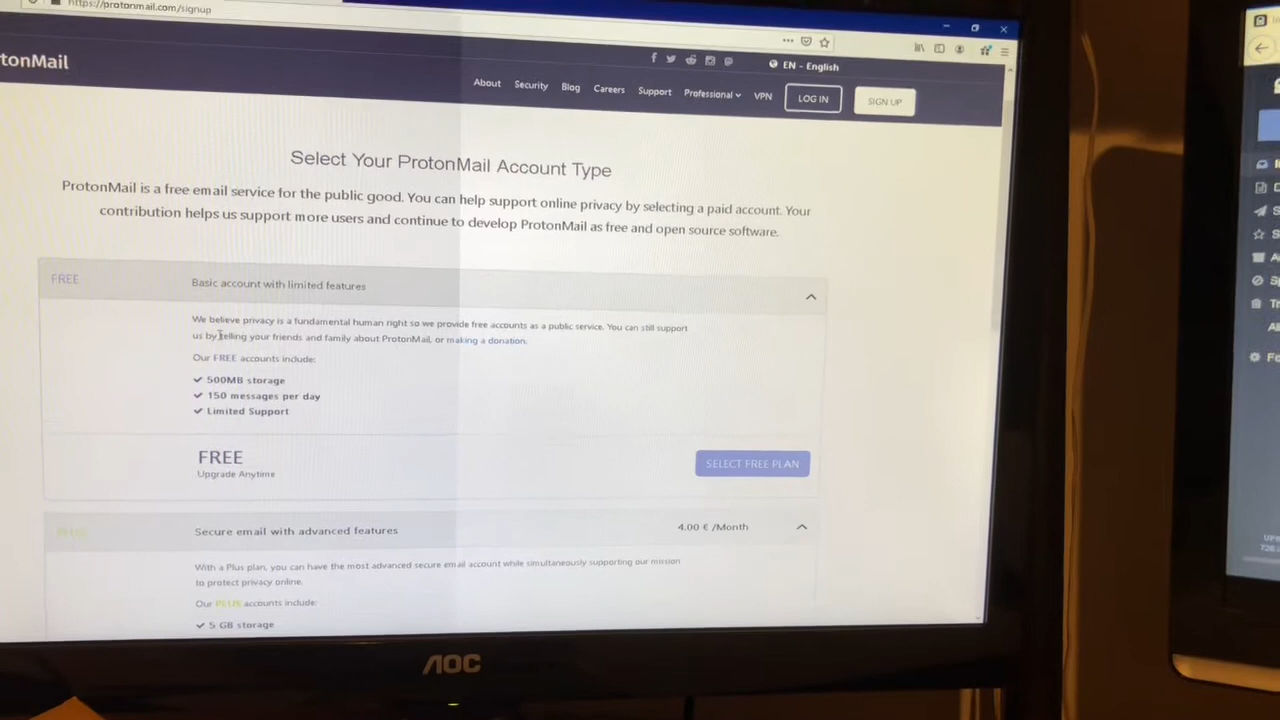 https://protonmail.com/signup
tonMail
EN - English
About Security Blog Careers Support Professional VPN LOG IN SIGN UP
Select Your ProtonMail Account Type
ProtonMail is a free email service for the public good. You can help support online privacy by selecting a paid account. Your
contribution helps us support more users and continue to develop ProtonMail as free and open source software.
FREE Basic account with limited features
We believe privacy is a fundamental human right so we provide free accounts as a public service. You can still support
us by telling your friends and family about ProtonMail, or making a donation.
Our FREE accounts include:
500MB storage
150 messages per day
Limited Support
FREE
Upgrade Anytime
SELECT FREE PLAN
PLUS Secure email with advanced features 4.00 € /Month
With a Plus plan, you can have the most advanced secure email account while simultaneously supporting our mission
to protect privacy online.
Our PLUS accounts include:
5 GB storage
AOC